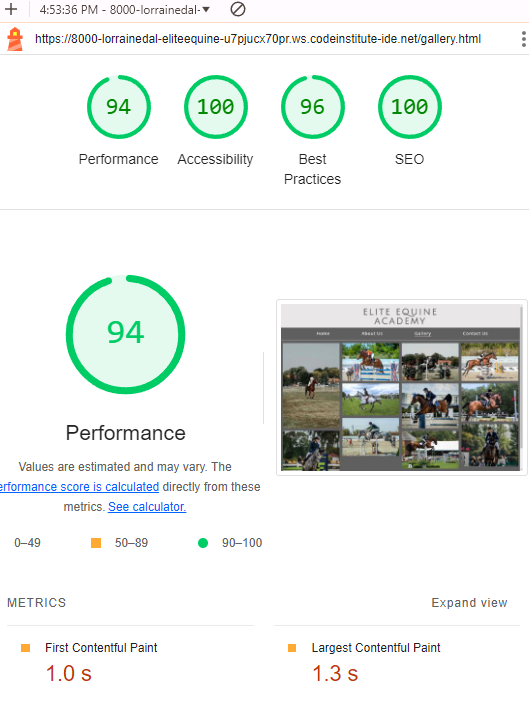 4:53:36 PM - 8000-lorrainedal-
https://8000-lorrainedal-eliteequine-u7pjucx70pr.ws.codeinstitute-ide.net/gallery.html
94 100 96 100
Performance Accessibility Best Practices SEO
94
ELITE EQUINE
ACADEMY
Home About Us Gallery Contact Us
Performance
Values are estimated and may vary. The
erformance score is calculated directly from these
metrics. See calculator.
0–49 50–89 90–100
METRICS Expand view
First Contentful Paint Largest Contentful Paint
1.0 s 1.3 s